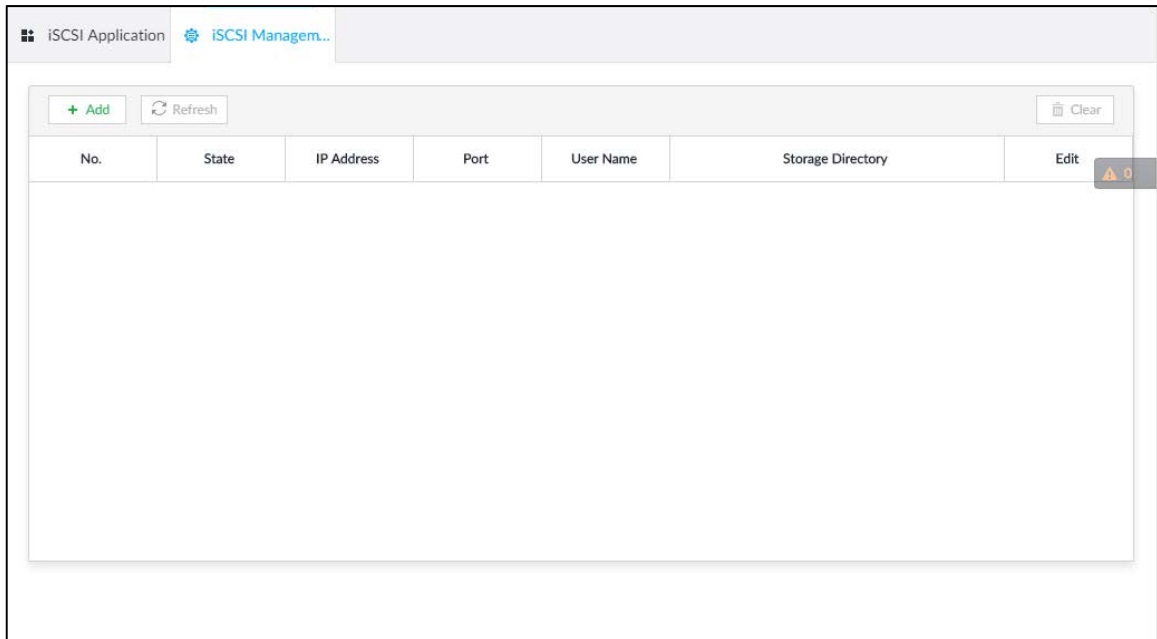 iSCSI Application iSCSI Managem...
+ Add Refresh Clear
No. State IP Address Port User Name Storage Directory Edit
0